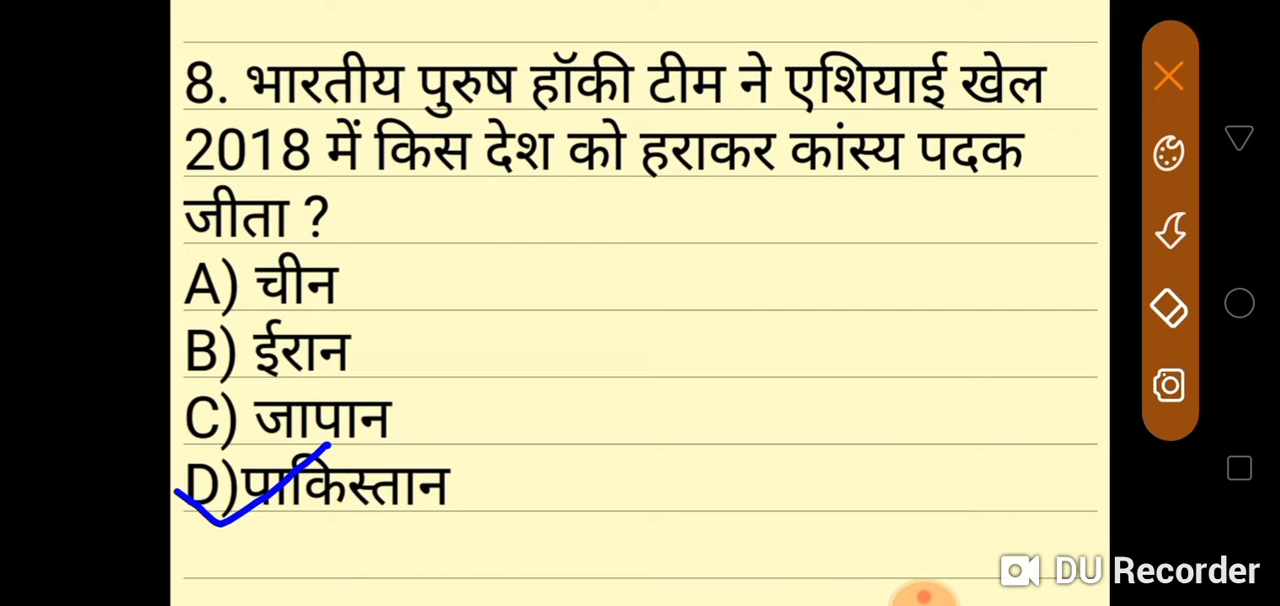 8. भारतीय पुरुष हॉकी टीम ने एशियाई खेल
2018 में किस देश को हराकर कांस्य पदक
जीता ?
A) चीन
B) ईरान
C) जापान
D)पाकिस्तान
DU Recorder